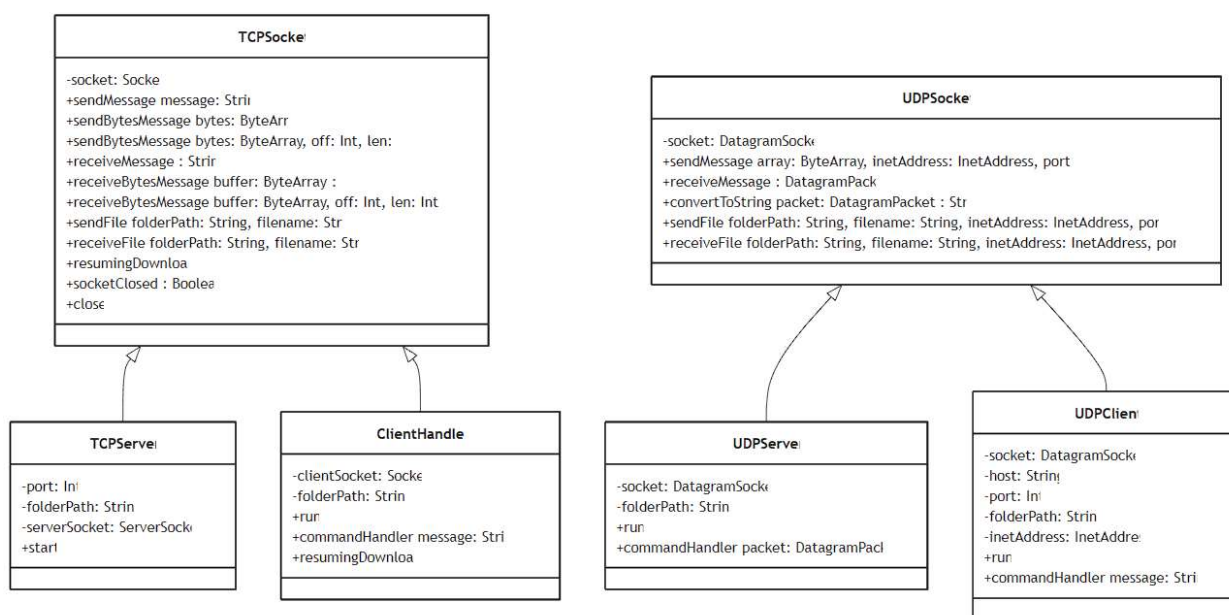 TCPSocke
-socket: Socke
+sendMessage message: Strin
+sendBytesMessage bytes: ByteArr
+sendBytesMessage bytes: ByteArray, off: Int, len:
+receiveMessage : Strin
+receiveBytesMessage buffer: ByteArray :
+receiveBytesMessage buffer: ByteArray, off: Int, len: Int
+sendFile folderPath: String, filename: Str
+receiveFile folderPath: String, filename: Str
+resumingDownloa
+socketClosed : Boolea
+close
UDPSocke
-socket: DatagramSocke
+sendMessage array: ByteArray, inetAddress: InetAddress, port
+receiveMessage : DatagramPack
+convertToString packet: DatagramPacket : Str
+sendFile folderPath: String, filename: String, inetAddress: InetAddress, por
+receiveFile folderPath: String, filename: String, inetAddress: InetAddress, por
TCPServe
-port: Int
-folderPath: Strin
-serverSocket: ServerSocke
+start
ClientHandle
-clientSocket: Socke
-folderPath: Strin
+run
+commandHandler message: Stri
+resumingDownloa
UDPServe
-socket: DatagramSocke
-folderPath: Strin
+run
+commandHandler packet: DatagramPack
UDPClien
-socket: DatagramSocke
-host: String
-port: Int
-folderPath: Strin
-inetAddress: InetAddre
+run
+commandHandler message: Stri